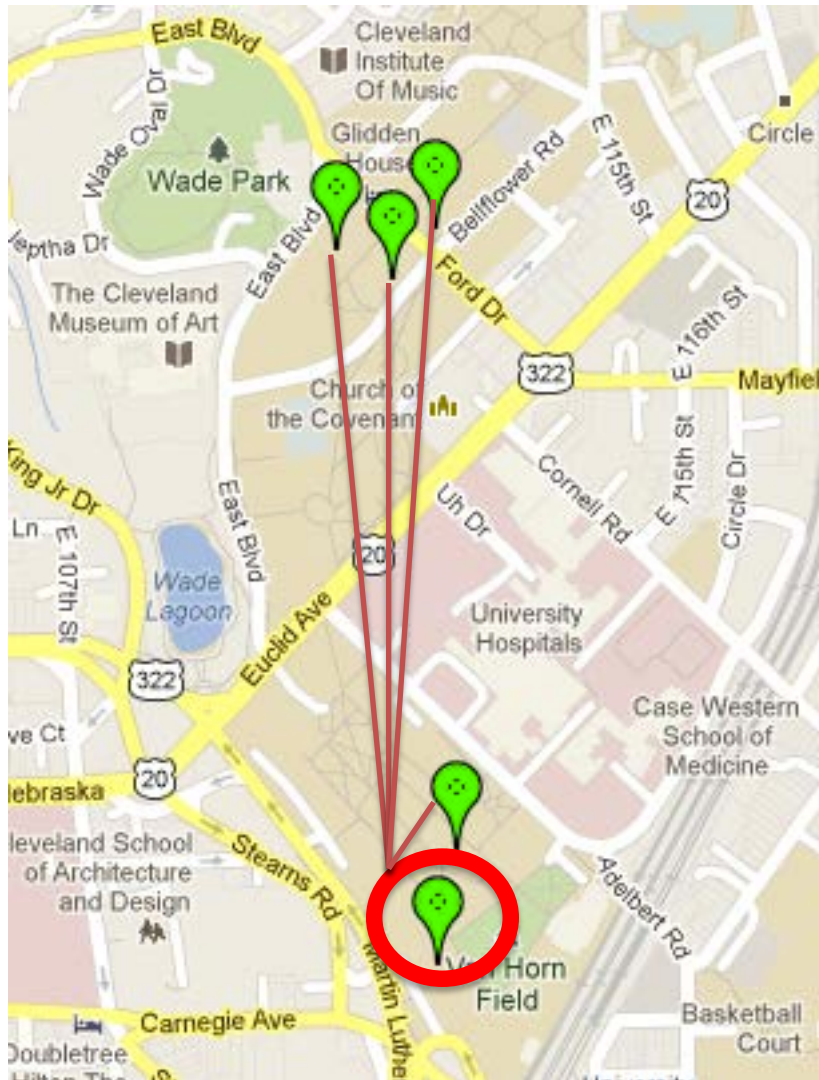 East Blvd
Cleveland
Institute
Of Music
Wade Oval Dr
Glidden
House
E 115th St
Circle
Wade Park
Bellflower Rd
20
Jeptha Dr
East Blvd
The Cleveland
Museum of Art
Ford Dr
E 116th St
322
Mayfiel
Church of
the Covenant
King Jr Dr
Cornell Rd
E 115th St
Circle Dr
Uh Dr
East Blvd
Ln
E 107th St
20
Wade
Lagoon
Euclid Ave
University
Hospitals
322
Case Western
School of
Medicine
ve Ct
20
lebraska
leveland School
of Architecture
and Design
Stearns Rd
Adelbert Rd
Martin Luthe
Van Horn
Field
Carnegie Ave
Basketball
Court
Doubletree